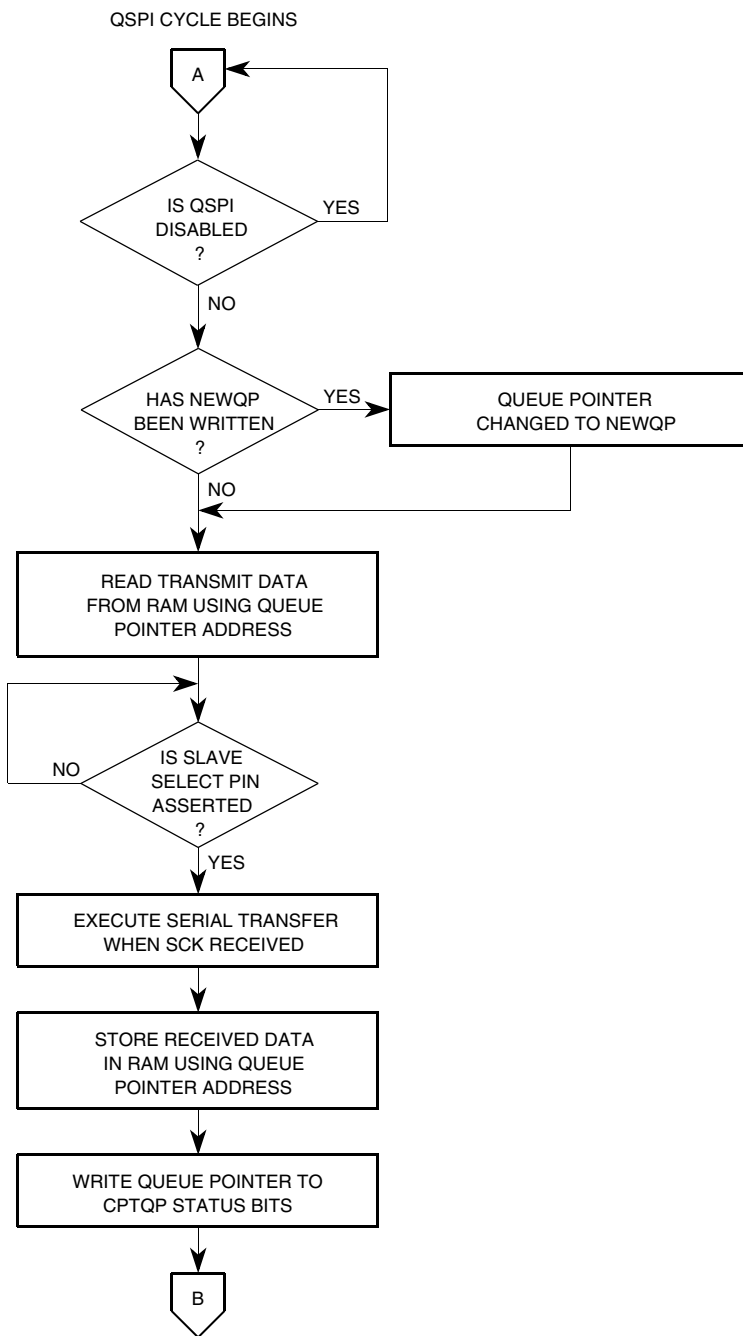 QSPI CYCLE BEGINS
A
IS QSPI
DISABLED
?
YES
NO
HAS NEWQP
BEEN WRITTEN
?
YES
QUEUE POINTER
CHANGED TO NEWQP
NO
READ TRANSMIT DATA
FROM RAM USING QUEUE
POINTER ADDRESS
IS SLAVE
SELECT PIN
ASSERTED
?
NO
YES
EXECUTE SERIAL TRANSFER
WHEN SCK RECEIVED
STORE RECEIVED DATA
IN RAM USING QUEUE
POINTER ADDRESS
WRITE QUEUE POINTER TO
CPTQP STATUS BITS
B